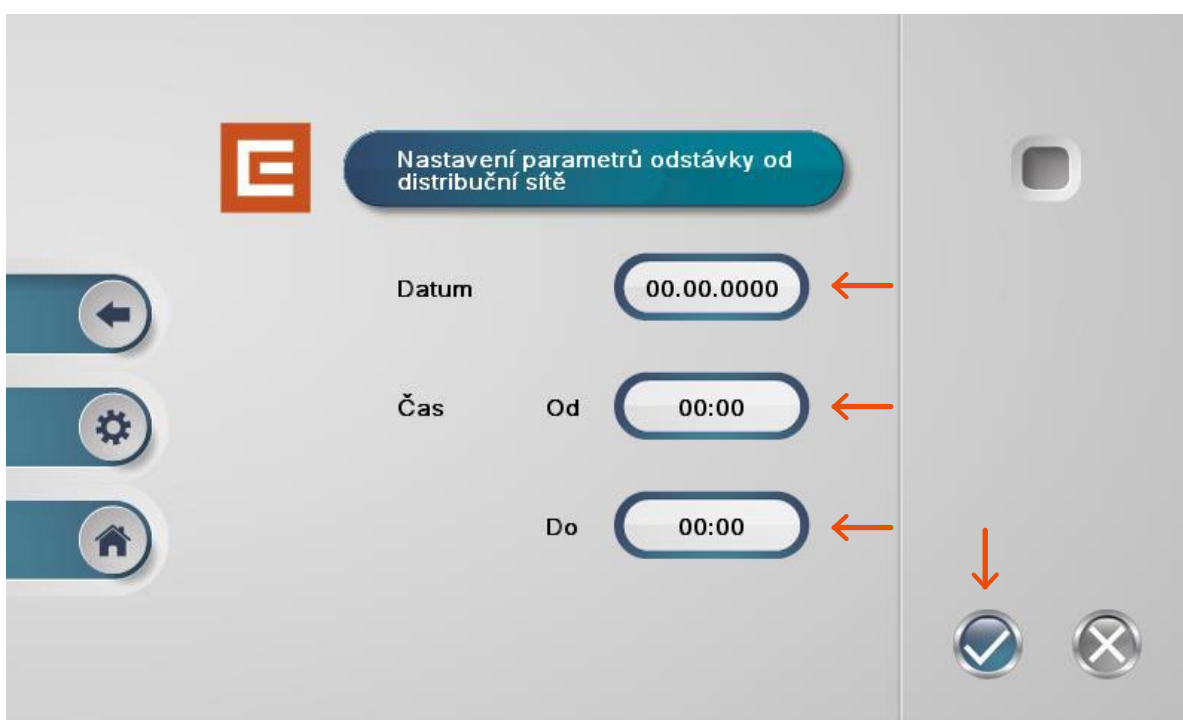 Nastavení parametrů odstávky od
distribuční sítě
Datum 00.00.0000
Čas Od 00:00
Do 00:00